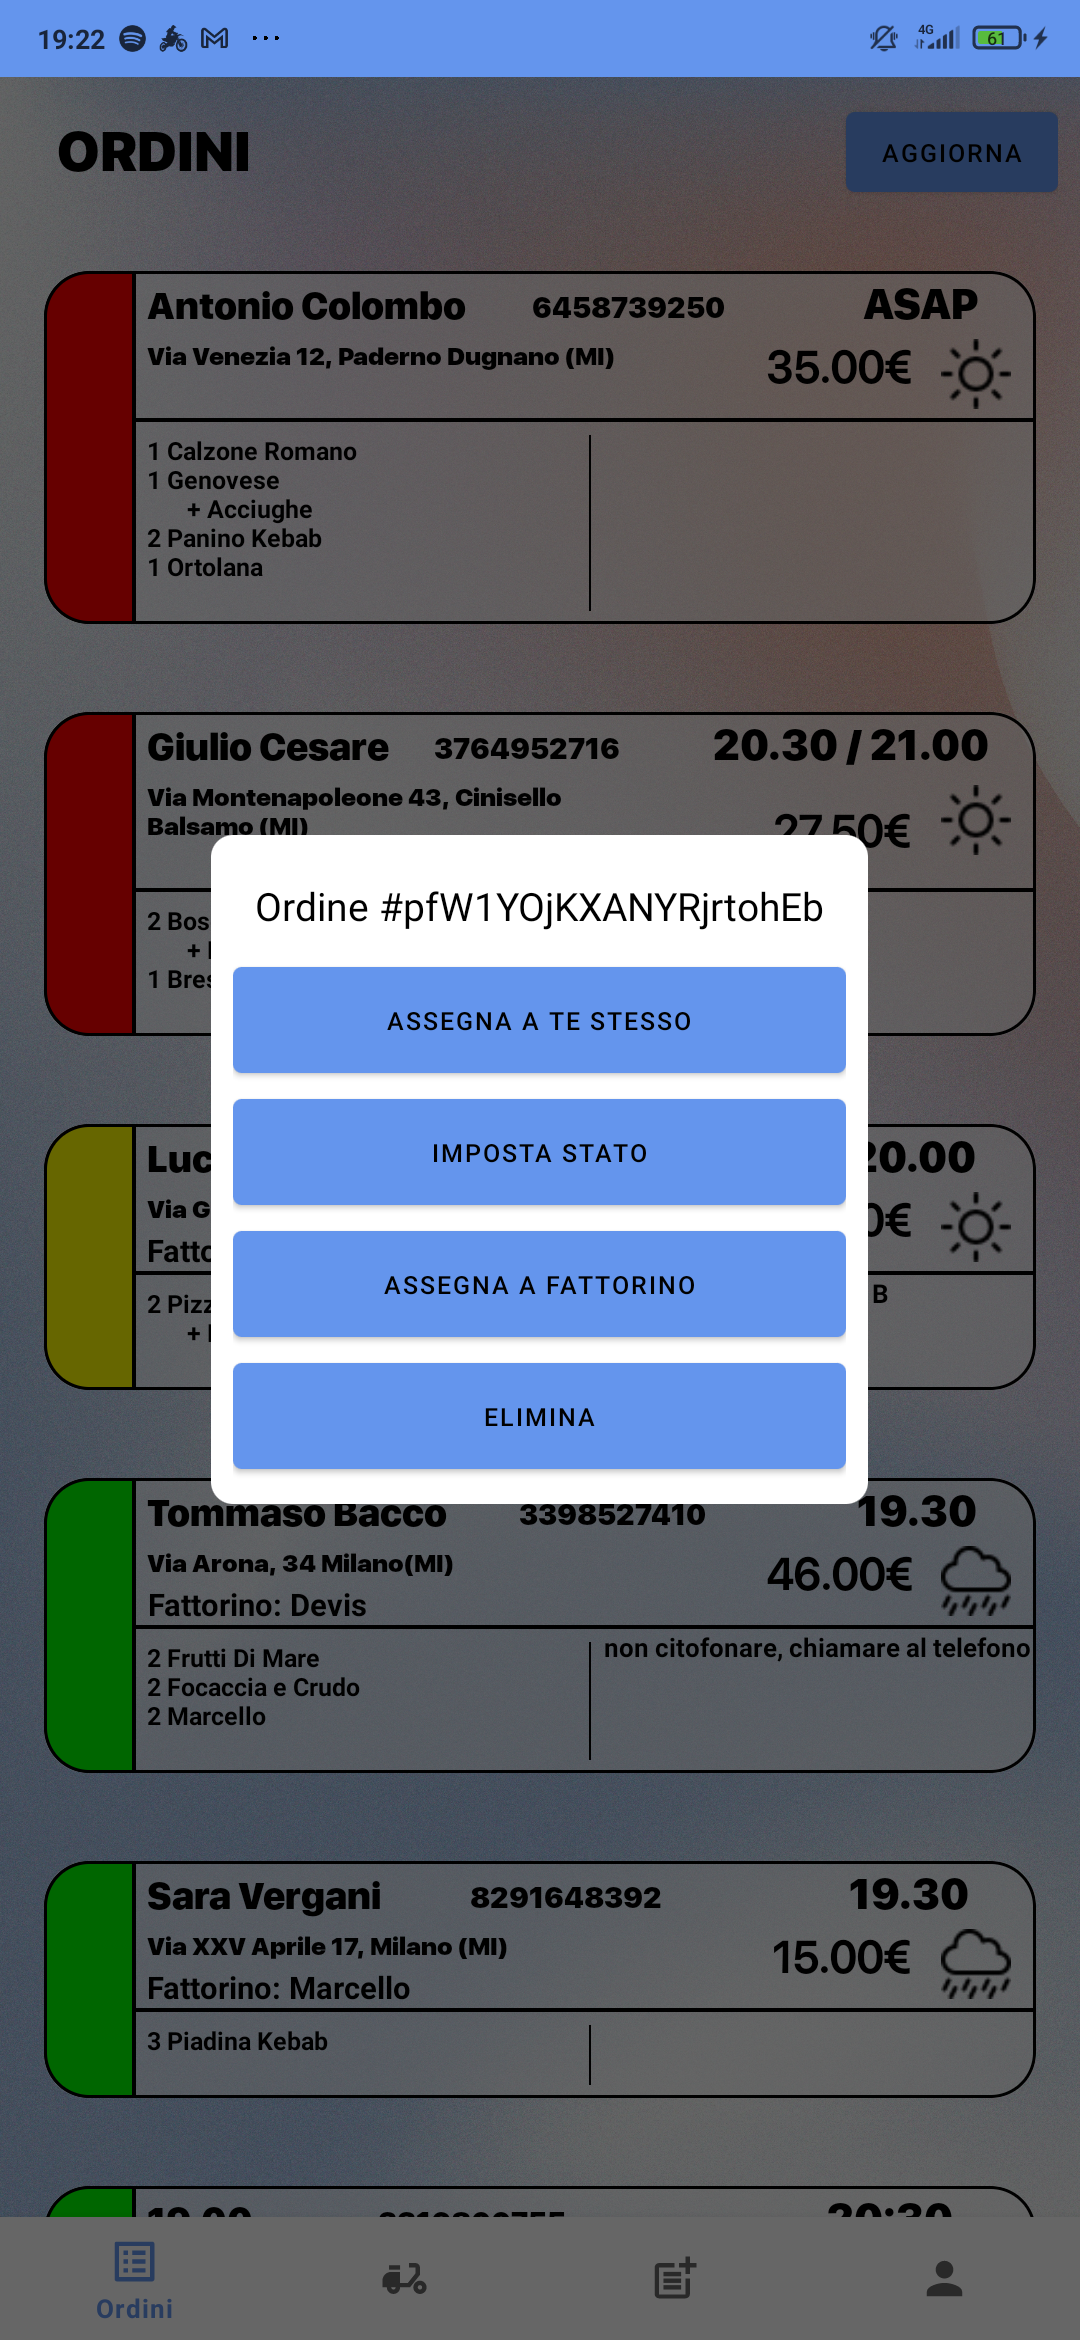 19:22
4G
61
ORDINI
AGGIORNA
Antonio Colombo 6458739250 ASAP
Via Venezia 12, Paderno Dugnano (MI)
35.00€
1 Calzone Romano
1 Genovese
+ Acciughe
2 Panino Kebab
1 Ortolana
Giulio Cesare 3764952716 20.30 / 21.00
Via Montenapoleone 43, Cinisello
Balsamo (MI)
27.50€
Ordine #pfW1YOjKXANYRjrtohEb
ASSEGNA A TE STESSO
IMPOSTA STATO
ASSEGNA A FATTORINO
ELIMINA
2 Bos
+
1 Bres
Luc 20.00
Via G
0€
Fatto
2 Pizz B
+
Tommaso Bacco 3398527410 19.30
Via Arona, 34 Milano(MI)
46.00€
Fattorino: Devis
2 Frutti Di Mare
2 Focaccia e Crudo
2 Marcello
non citofonare, chiamare al telefono
Sara Vergani 8291648392 19.30
Via XXV Aprile 17, Milano (MI)
15.00€
Fattorino: Marcello
3 Piadina Kebab
20:30
Ordini